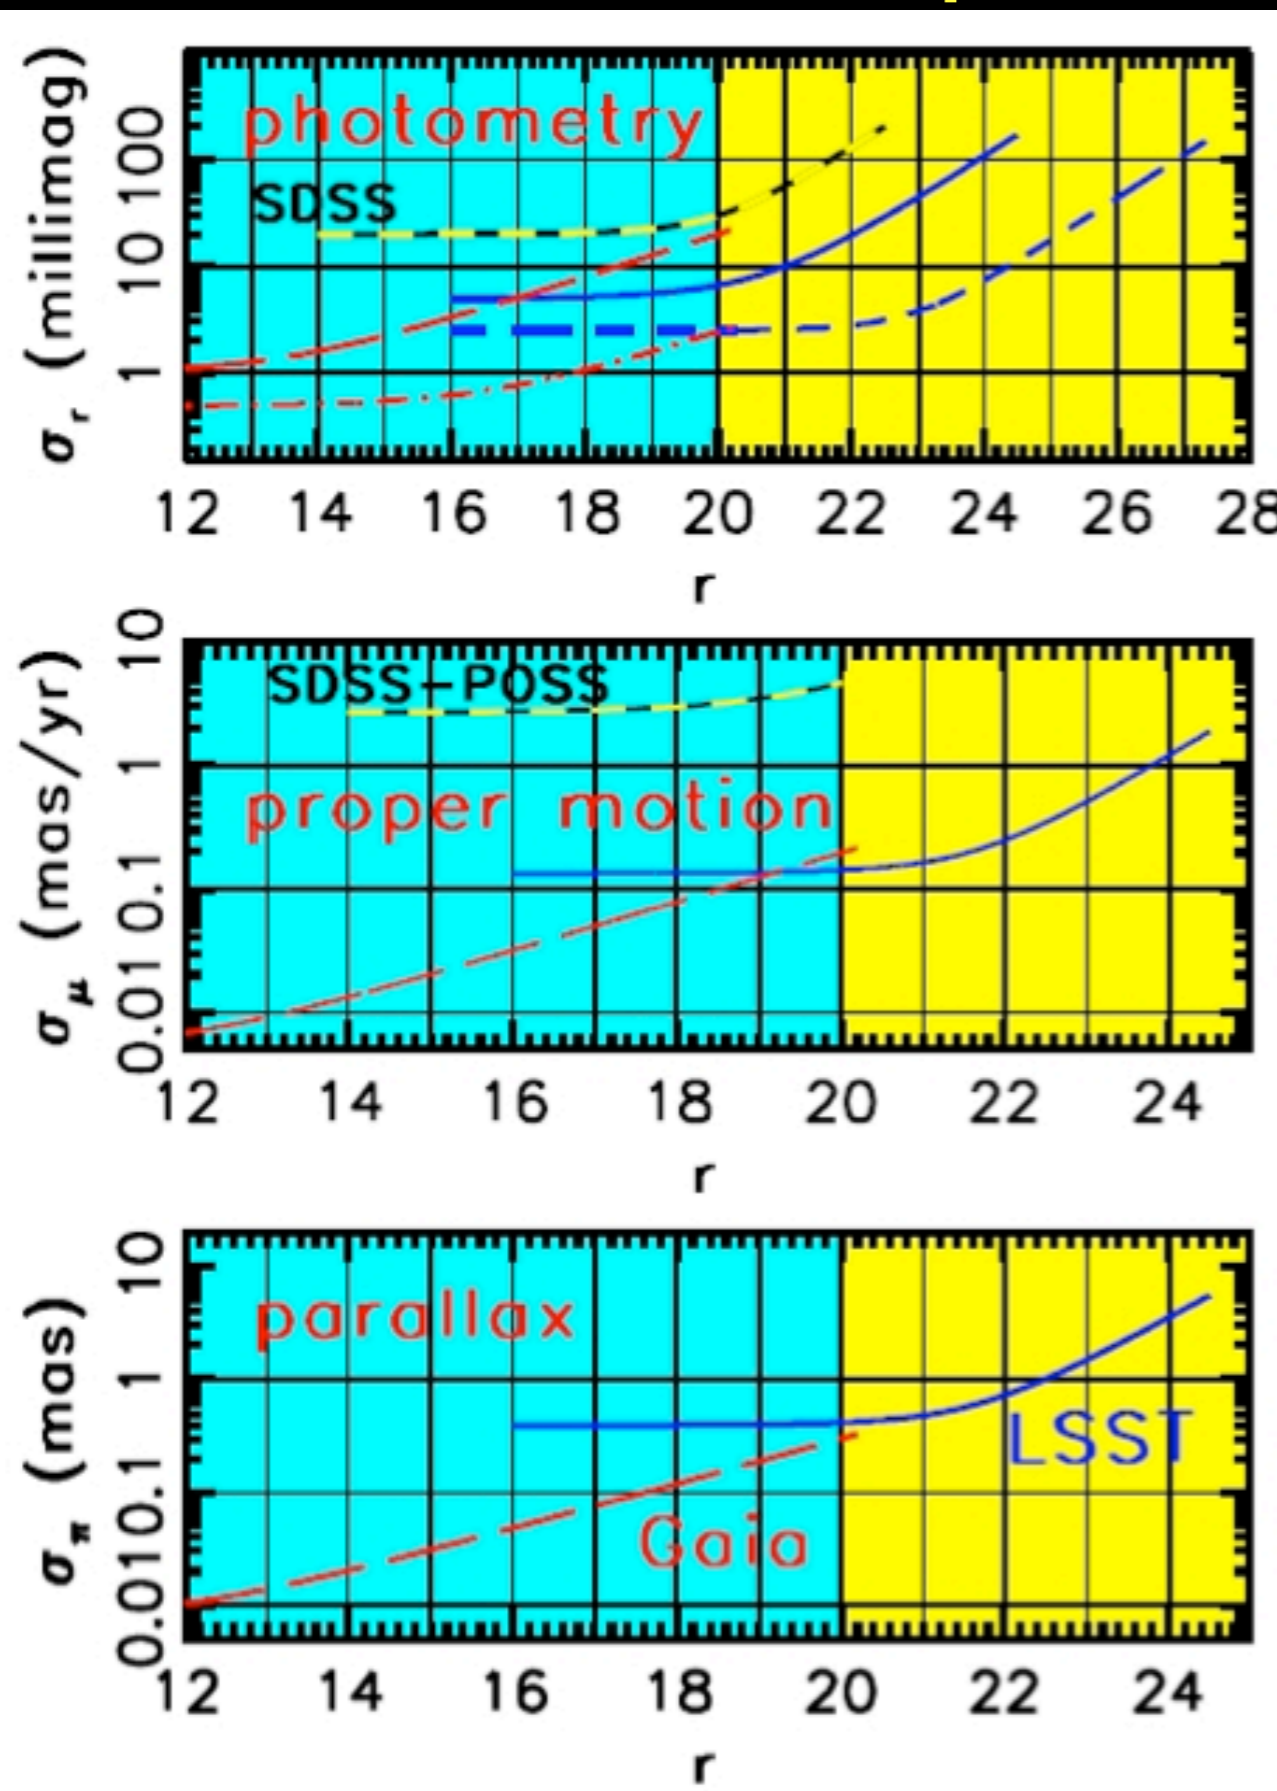 photometry
SDSS
σr (millimag)
100
10
1
12 14 16 18 20 22 24 26 28
r
SDSS-POSS
proper motion
σμ (mas/yr)
10
1
0.1
0.01
12 14 16 18 20 22 24
r
parallax
LSST
Gaia
σπ (mas)
10
1
0.1
0.01
12 14 16 18 20 22 24
r